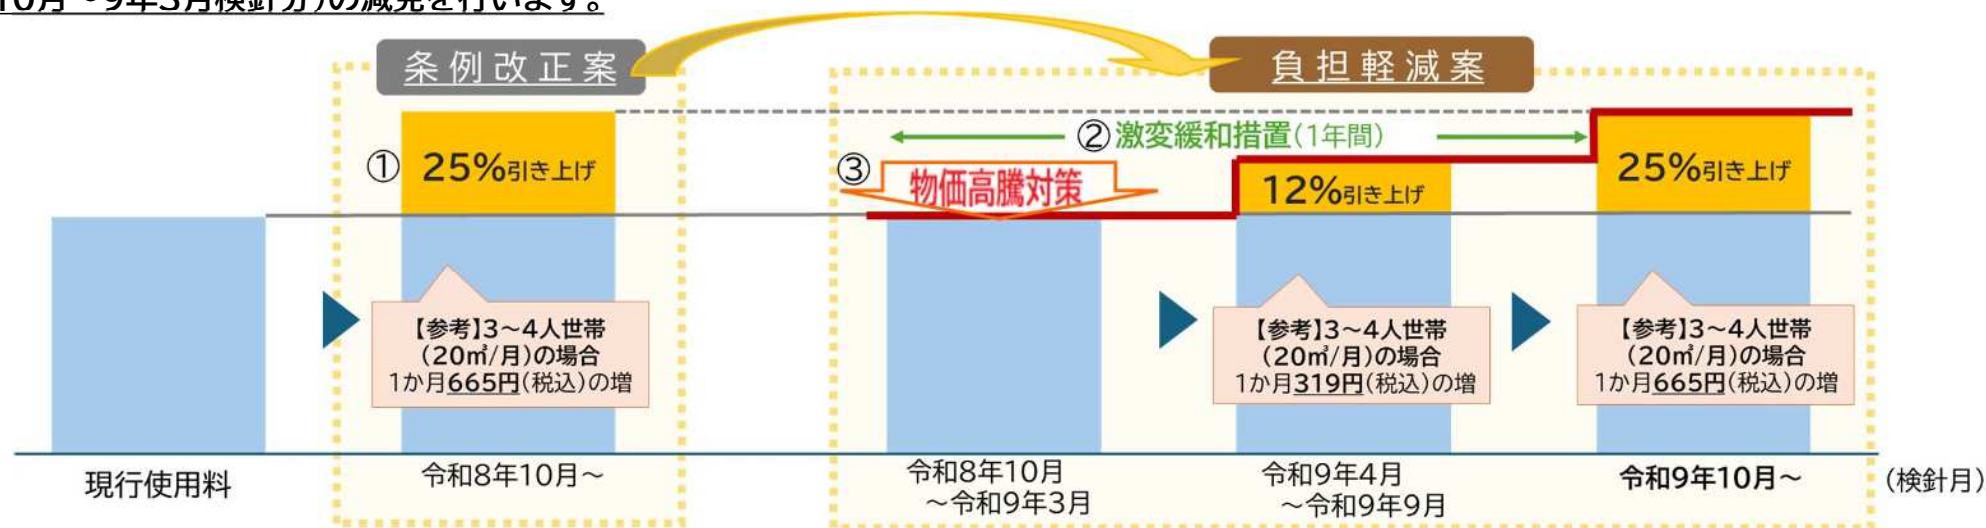 10月~9年3月検針分)の減免を行います。
条例改正案
負担軽減案
① 25%引き上げ
②激変緩和措置(1年間)
③ 物価高騰対策
12%引き上げ
25%引き上げ
【参考】3~4人世帯
(20㎥/月)の場合
1か月665円(税込)の増
【参考】3~4人世帯
(20㎥/月)の場合
1か月319円(税込)の増
【参考】3~4人世帯
(20㎥/月)の場合
1か月665円(税込)の増
現行使用料
令和8年10月~
令和8年10月
~令和9年3月
令和9年4月
~令和9年9月
令和9年10月~
(検針月)